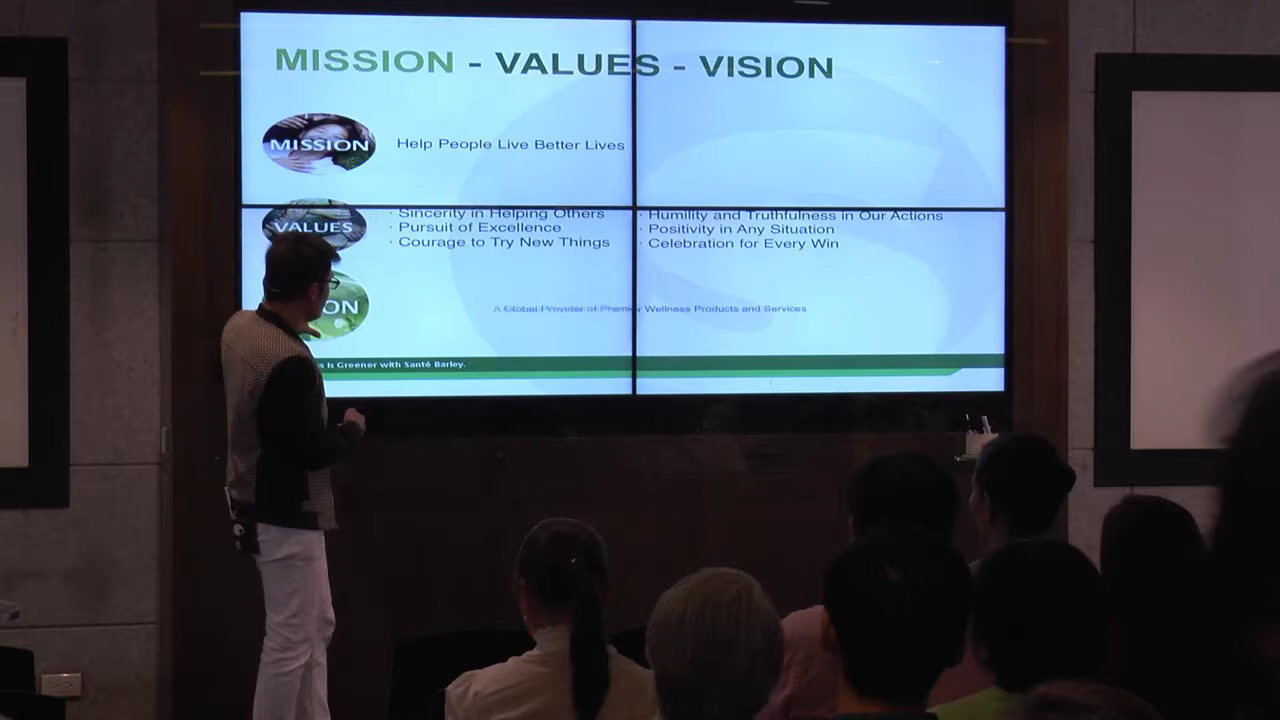 MISSION - VALUES - VISION
MISSION
Help People Live Better Lives
VALUES
· Sincerity in Helping Others
· Pursuit of Excellence
· Courage to Try New Things
· Humility and Truthfulness in Our Actions
· Positivity in Any Situation
· Celebration for Every Win
ON
A Global Provider of Premier Wellness Products and Services
s Is Greener with Santé Barley.